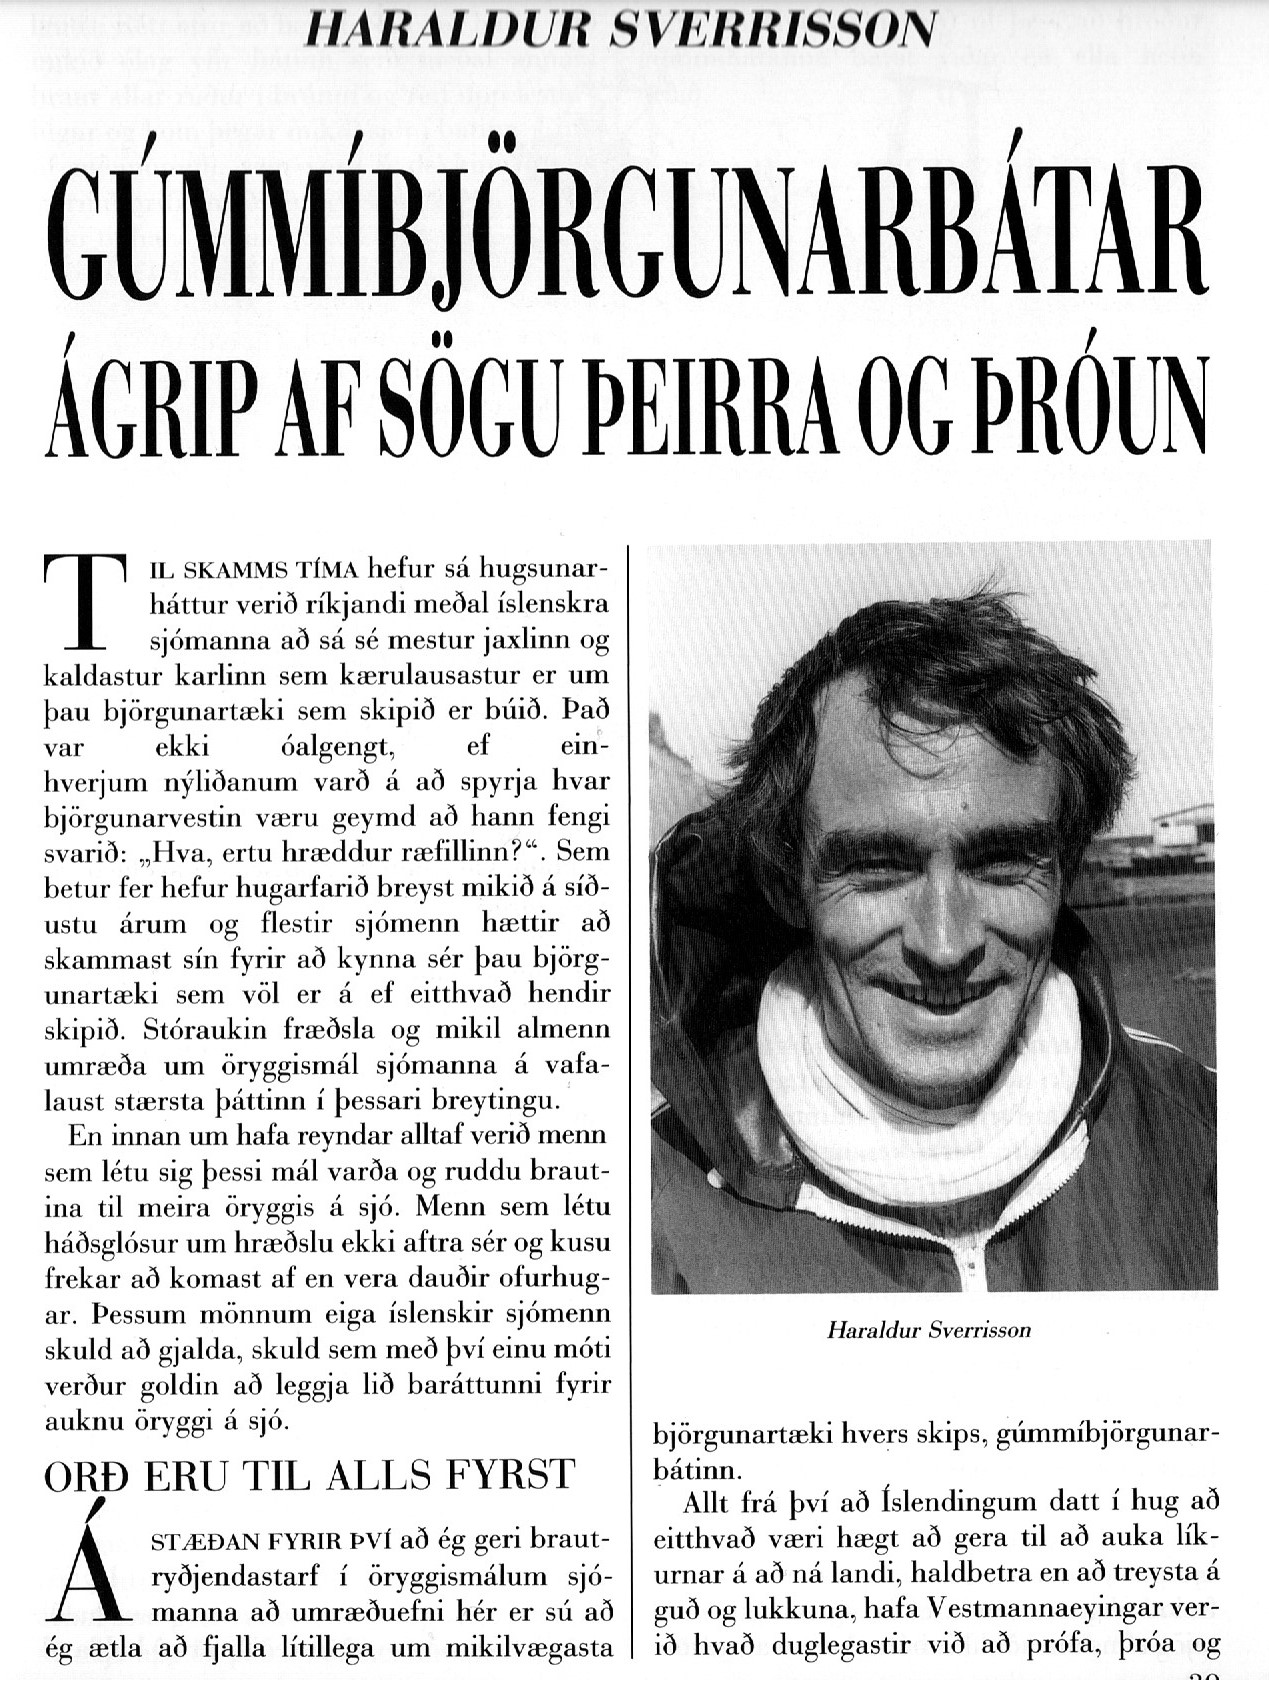 HARALDUR SVERRISSON
GÚMMÍBJÖRGUNARBÁTAR
ÁGRIP AF SÖGU ÞEIRRA OG ÞRÓUN
TIL SKAMMS TÍMA hefur sá hugsunar-
háttur verið ríkjandi meðal íslenskra
sjómanna að sá sé mestur jaxlinn og
kaldastur karlinn sem kærulausastur er um
þau björgunartæki sem skipið er búið. Það
var ekki óalgengt, ef ein-
hverjum nýliðanum varð á að spyrja hvar
björgunarvestin væru geymd að hann fengi
svarið: „Hva, ertu hræddur ræfillinn?“. Sem
betur fer hefur hugarfarið breyst mikið á síð-
ustu árum og flestir sjómenn hættir að
skammast sín fyrir að kynna sér þau björg-
unartæki sem völ er á ef eitthvað hendir
skipið. Stóraukin fræðsla og mikil almenn
umræða um öryggismál sjómanna á vafa-
laust stærsta þáttinn í þessari breytingu.
En innan um hafa reyndar alltaf verið menn
sem létu sig þessi mál varða og ruddu braut-
ina til meira öryggis á sjó. Menn sem létu
háðsglósur um hræðslu ekki aftra sér og kusu
frekar að komast af en vera dauðir ofurhug-
ar. Þessum mönnum eiga íslenskir sjómenn
skuld að gjalda, skuld sem með því einu móti
verður goldin að leggja lið baráttunni fyrir
auknu öryggi á sjó.
ORÐ ERU TIL ALLS FYRST
ÁSTÆÐAN FYRIR ÞVÍ að ég geri braut-
ryðjendastarf í öryggismálum sjó-
manna að umræðuefni hér er sú að
ég ætla að fjalla lítillega um mikilvægasta
Haraldur Sverrisson
björgunartæki hvers skips, gúmmíbjörgunar-
bátinn.
Allt frá því að Íslendingum datt í hug að
eitthvað væri hægt að gera til að auka lík-
urnar á að ná landi, haldbetra en að treysta á
guð og lukkuna, hafa Vestmannaeyingar ver-
ið hvað duglegastir við að prófa, þróa og